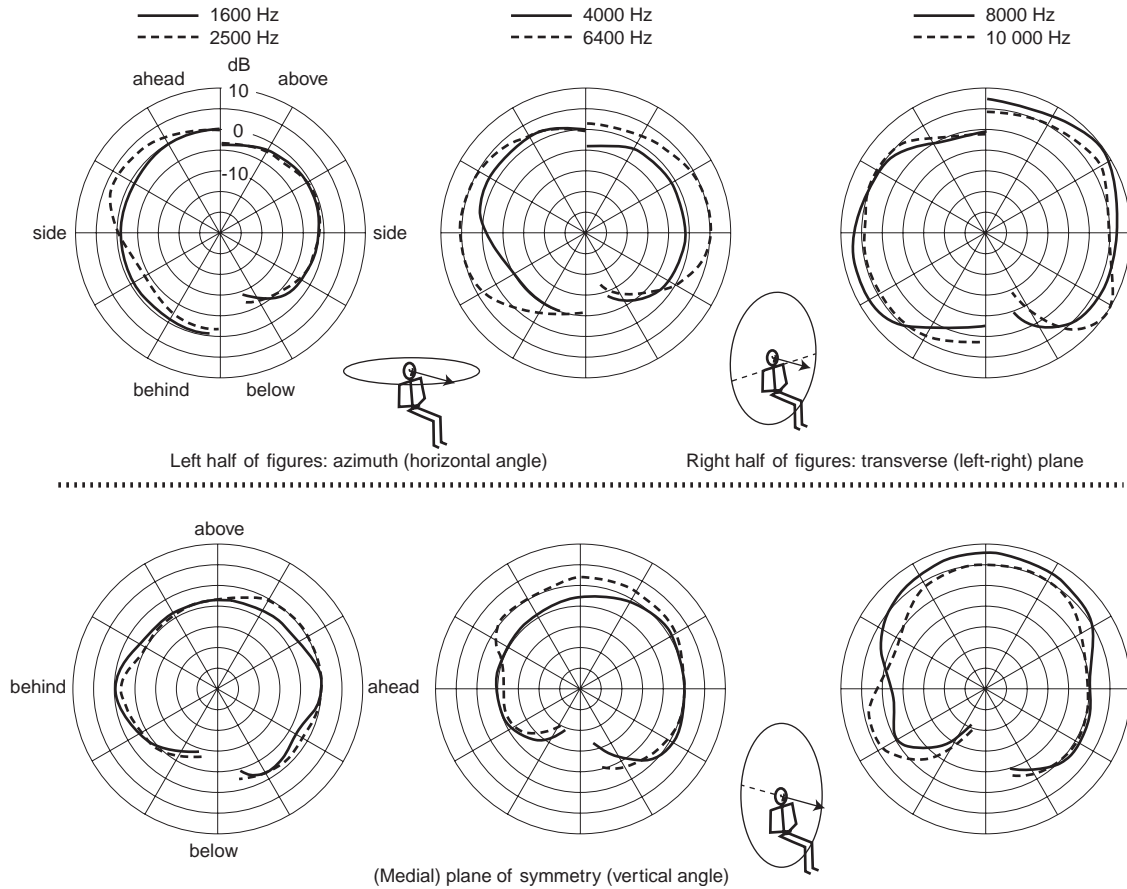 1600 Hz
2500 Hz
4000 Hz
6400 Hz
8000 Hz
10 000 Hz
dB
ahead
above
10
0
-10
side
side
behind
below
Left half of figures: azimuth (horizontal angle)
Right half of figures: transverse (left-right) plane
above
behind
ahead
below
(Medial) plane of symmetry (vertical angle)